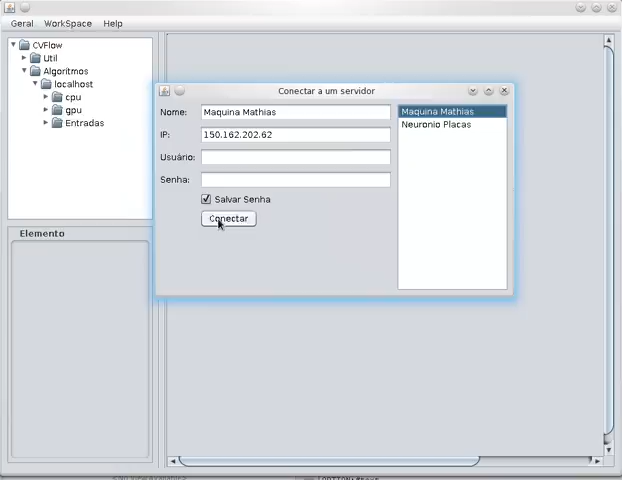 Geral WorkSpace Help
CVFlow
Util
Algoritmos
localhost
cpu
gpu
Entradas
Elemento
Conectar a um servidor
Nome: Maquina Mathias
IP: 150.162.202.62
Usuário:
Senha:
Salvar Senha
Conectar
Maquina Mathias
Neuronio Placas